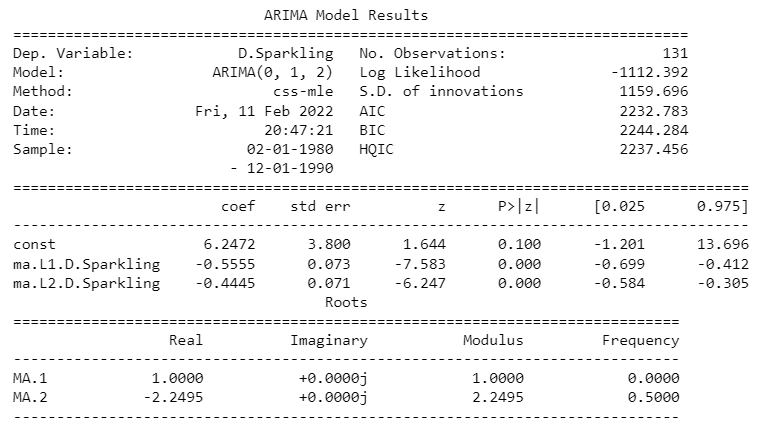 ARIMA Model Results
==============================================================================
Dep. Variable: D.Sparkling No. Observations: 131
Model: ARIMA(0, 1, 2) Log Likelihood -1112.392
Method: css-mle S.D. of innovations 1159.696
Date: Fri, 11 Feb 2022 AIC 2232.783
Time: 20:47:21 BIC 2244.284
Sample: 02-01-1980 HQIC 2237.456
- 12-01-1990
=====================================================================================
coef std err z P>|z| [0.025 0.975]
-------------------------------------------------------------------------------------
const 6.2472 3.800 1.644 0.100 -1.201 13.696
ma.L1.D.Sparkling -0.5555 0.073 -7.583 0.000 -0.699 -0.412
ma.L2.D.Sparkling -0.4445 0.071 -6.247 0.000 -0.584 -0.305
Roots
=============================================================================
Real Imaginary Modulus Frequency
-----------------------------------------------------------------------------
MA.1 1.0000 +0.0000j 1.0000 0.0000
MA.2 -2.2495 +0.0000j 2.2495 0.5000
-----------------------------------------------------------------------------